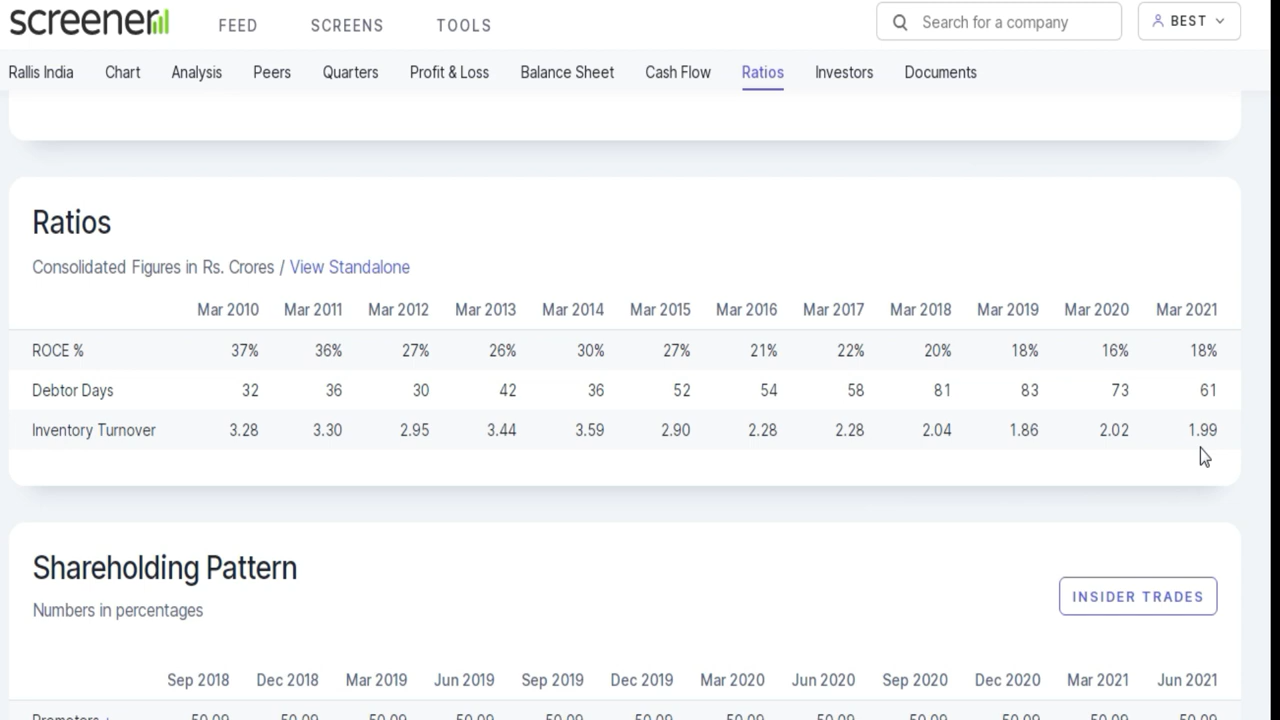 screener FEED SCREENS TOOLS Search for a company BEST
Rallis India Chart Analysis Peers Quarters Profit & Loss Balance Sheet Cash Flow Ratios Investors Documents
Ratios
Consolidated Figures in Rs. Crores / View Standalone
Mar 2010 Mar 2011 Mar 2012 Mar 2013 Mar 2014 Mar 2015 Mar 2016 Mar 2017 Mar 2018 Mar 2019 Mar 2020 Mar 2021
ROCE % 37% 36% 27% 26% 30% 27% 21% 22% 20% 18% 16% 18%
Debtor Days 32 36 30 42 36 52 54 58 81 83 73 61
Inventory Turnover 3.28 3.30 2.95 3.44 3.59 2.90 2.28 2.28 2.04 1.86 2.02 1.99
Shareholding Pattern
INSIDER TRADES
Numbers in percentages
Sep 2018 Dec 2018 Mar 2019 Jun 2019 Sep 2019 Dec 2019 Mar 2020 Jun 2020 Sep 2020 Dec 2020 Mar 2021 Jun 2021